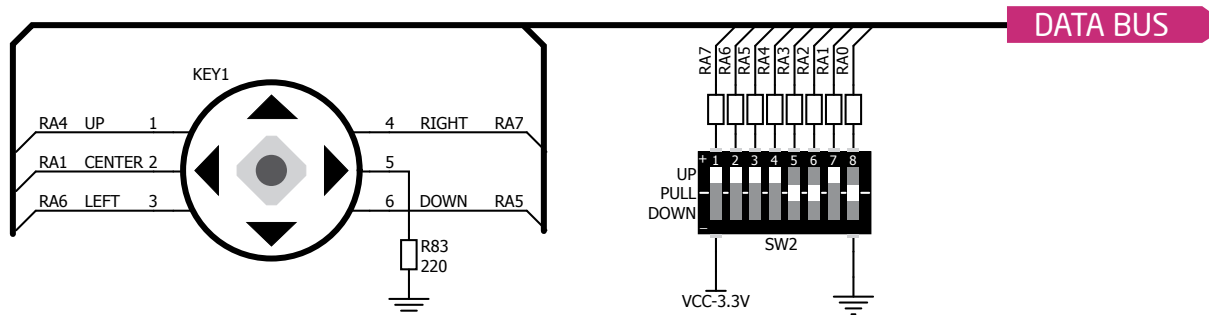 DATA BUS
RA7 RA6 RA5 RA4 RA3 RA2 RA1 RA0
KEY1
RA4 UP 1
4 RIGHT RA7
RA1 CENTER 2
5
RA6 LEFT 3
6 DOWN RA5
R83
220
+ 1 2 3 4 5 6 7 8
UP
PULL
DOWN
–
SW2
VCC-3.3V